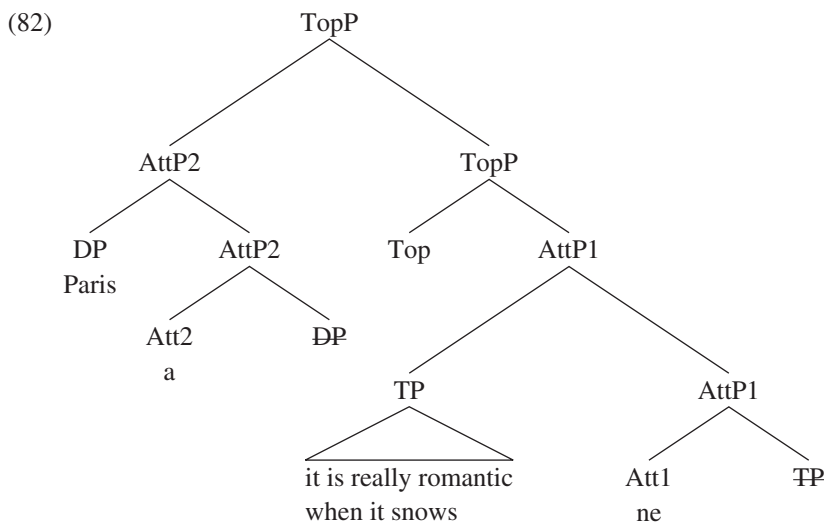 (82) TopP
AttP2 TopP
DP AttP2 Top AttP1
Paris
Att2 DP
a
TP AttP1
it is really romantic Att1 TP
when it snows ne